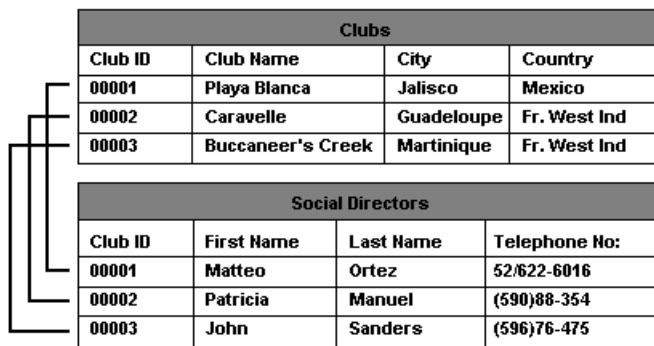 Clubs
Club ID Club Name City Country
00001 Playa Blanca Jalisco Mexico
00002 Caravelle Guadeloupe Fr. West Ind
00003 Buccaneer's Creek Martinique Fr. West Ind
Social Directors
Club ID First Name Last Name Telephone No:
00001 Matteo Ortez 52/622-6016
00002 Patricia Manuel (590)88-354
00003 John Sanders (596)76-475